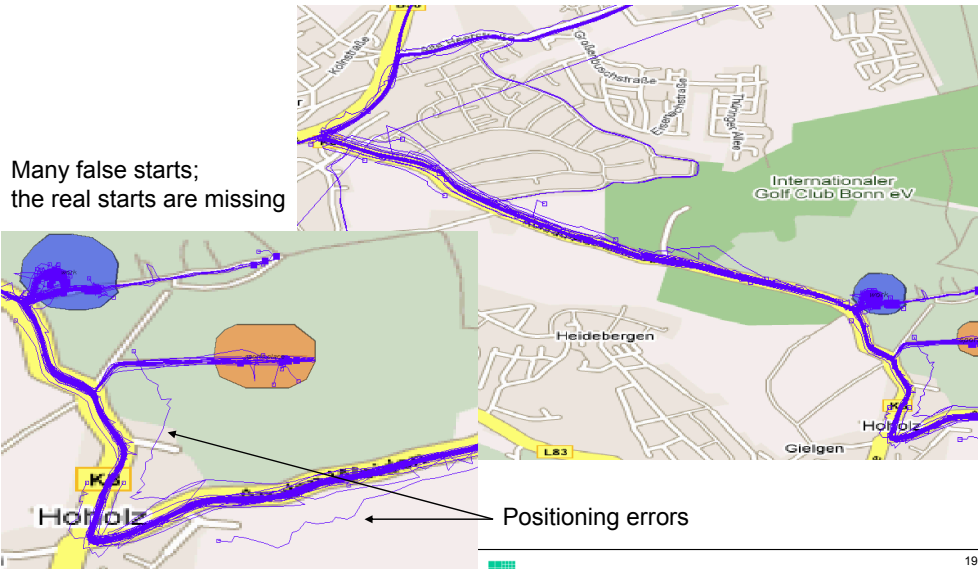 Kölnstraße
Großenbuschstraße
Thüringer Allee
Many false starts;
the real starts are missing
Internationaler
Golf Club Bonn eV
Heidebergen
K
Hoholz
L83
Gielgen
K
Hoholz
Positioning errors
19